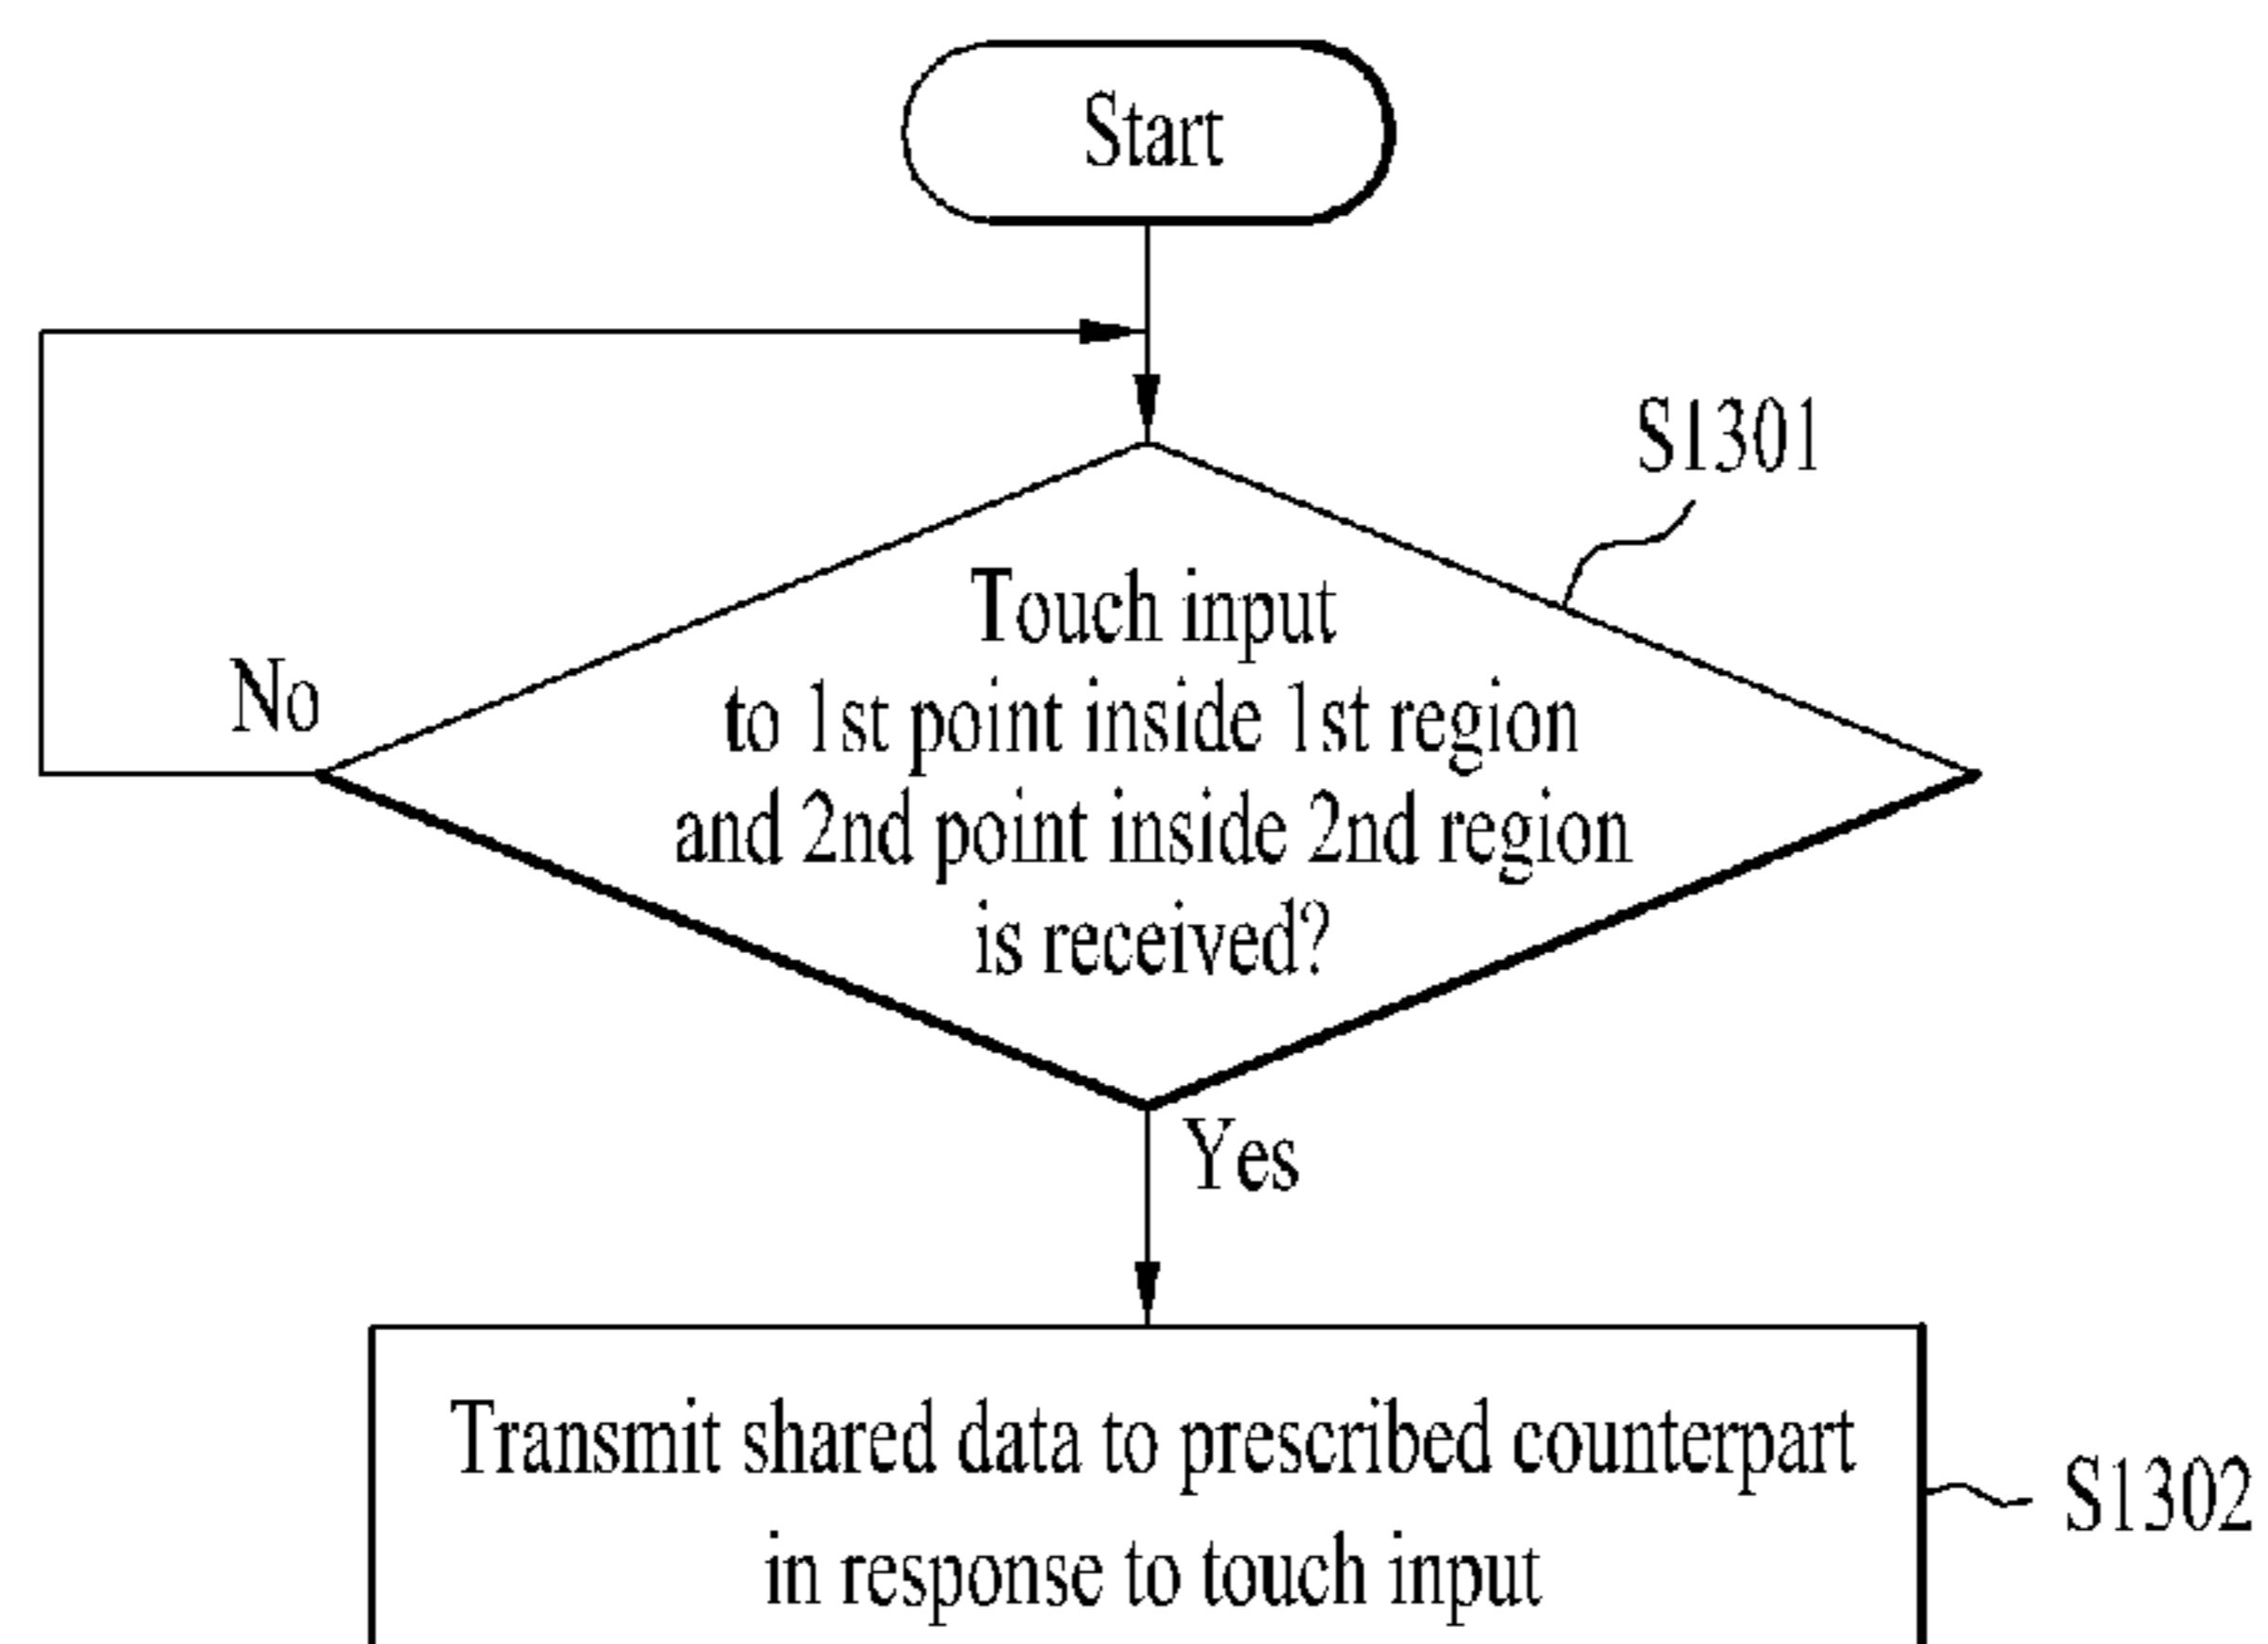 Start
S1301
Touch input
to 1st point inside 1st region
and 2nd point inside 2nd region
is received?
No
Yes
Transmit shared data to prescribed counterpart
in response to touch input
S1302